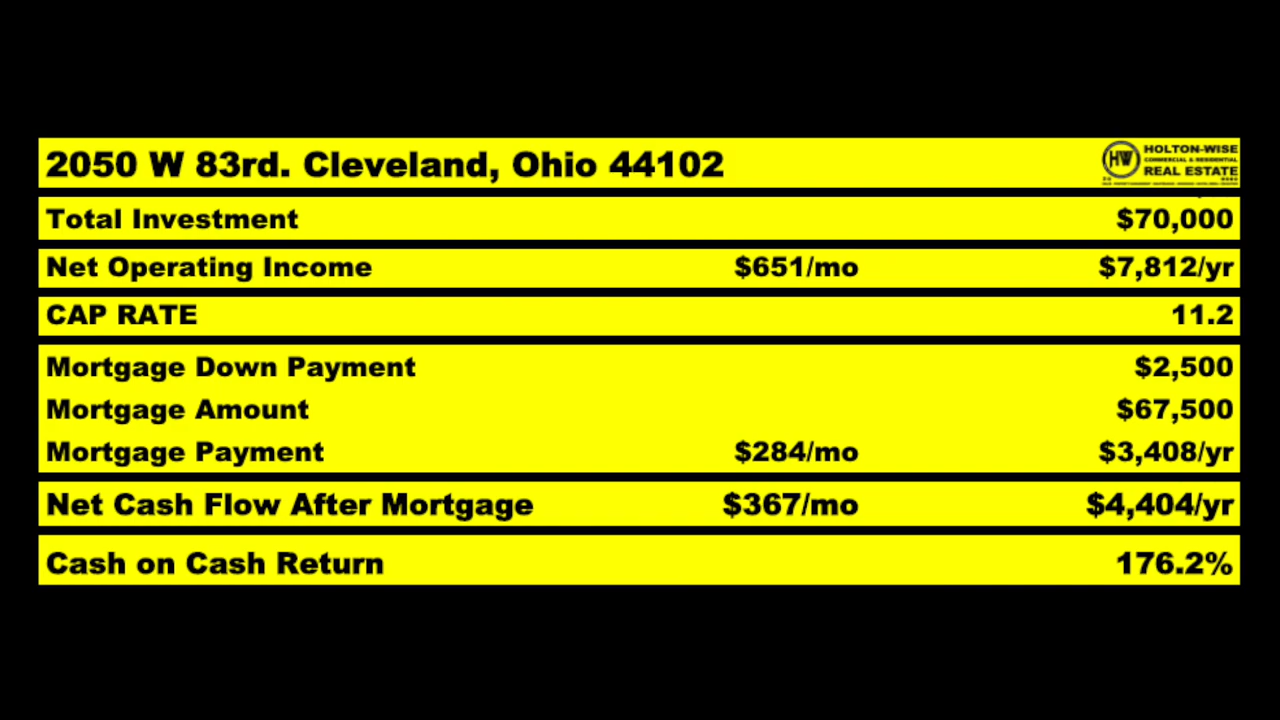 2050 W 83rd. Cleveland, Ohio 44102
HW
HOLTON-WISE
COMMERCIAL & RESIDENTIAL
REAL ESTATE
Total Investment $70,000
Net Operating Income $651/mo $7,812/yr
CAP RATE 11.2
Mortgage Down Payment $2,500
Mortgage Amount $67,500
Mortgage Payment $284/mo $3,408/yr
Net Cash Flow After Mortgage $367/mo $4,404/yr
Cash on Cash Return 176.2%